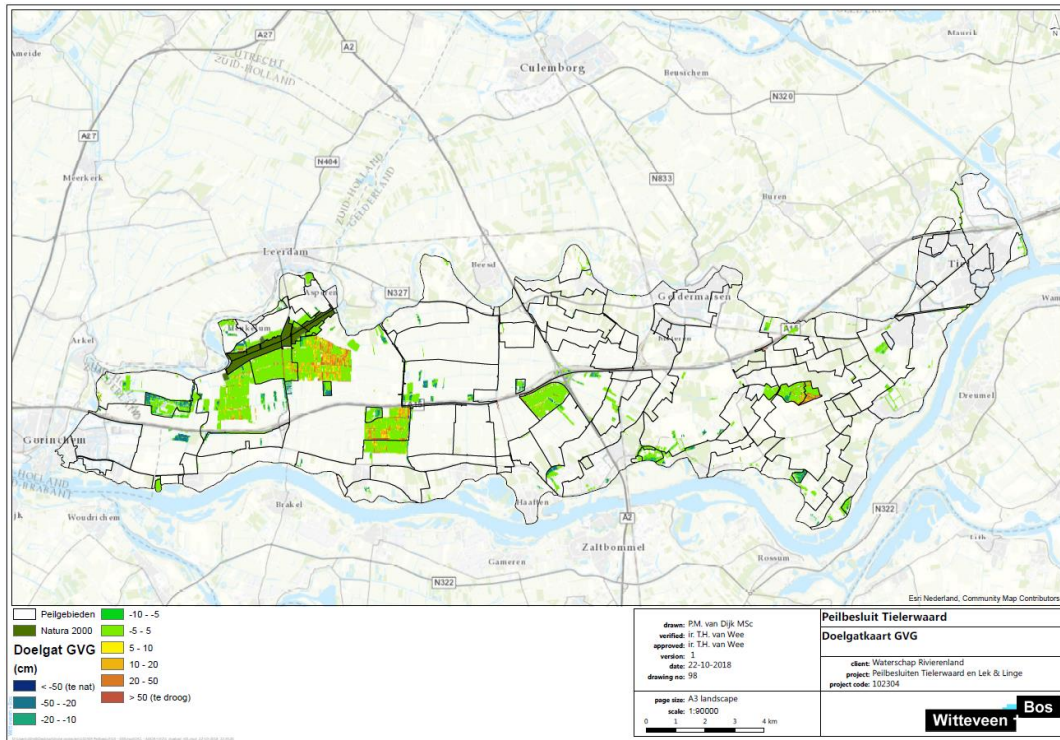 A27
Maurik
Ameide
A2
UTRECHT
ZUID-HOLLAND
Culemborg
Beusichem
N320
A27
N404
Meerkerk
ZUID-HOLLAND
GELDERLAND
N833
Buren
Leerdam
Beesd
Tiel
Asperen
N327
Geldermalsen
Wam
A15
Arkel
Dreumel
Gorinchem
N322
Brakel
Haaften
Woudrichem
A2
Lith
Zaltbommel
Rossum
Gameren
N322
Esri Nederland, Community Map Contributors
Peilgebieden
Natura 2000
Doelgat GVG
(cm)
< -50 (te nat)
-50 - -20
-20 - -10
-10 - -5
-5 - 5
5 - 10
10 - 20
20 - 50
> 50 (te droog)
drawn: P.M. van Dijk MSc
verified: ir. T.H. van Wee
approved: ir. T.H. van Wee
version: 1
date: 22-10-2018
drawing no: 98
page size: A3 landscape
scale: 1:90000
0 1 2 3 4 km
Peilbesluit Tielerwaard
Doelgatkaart GVG
client: Waterschap Rivierenland
project: Peilbesluiten Tielerwaard en Lek & Linge
project code: 102304
Witteveen + Bos